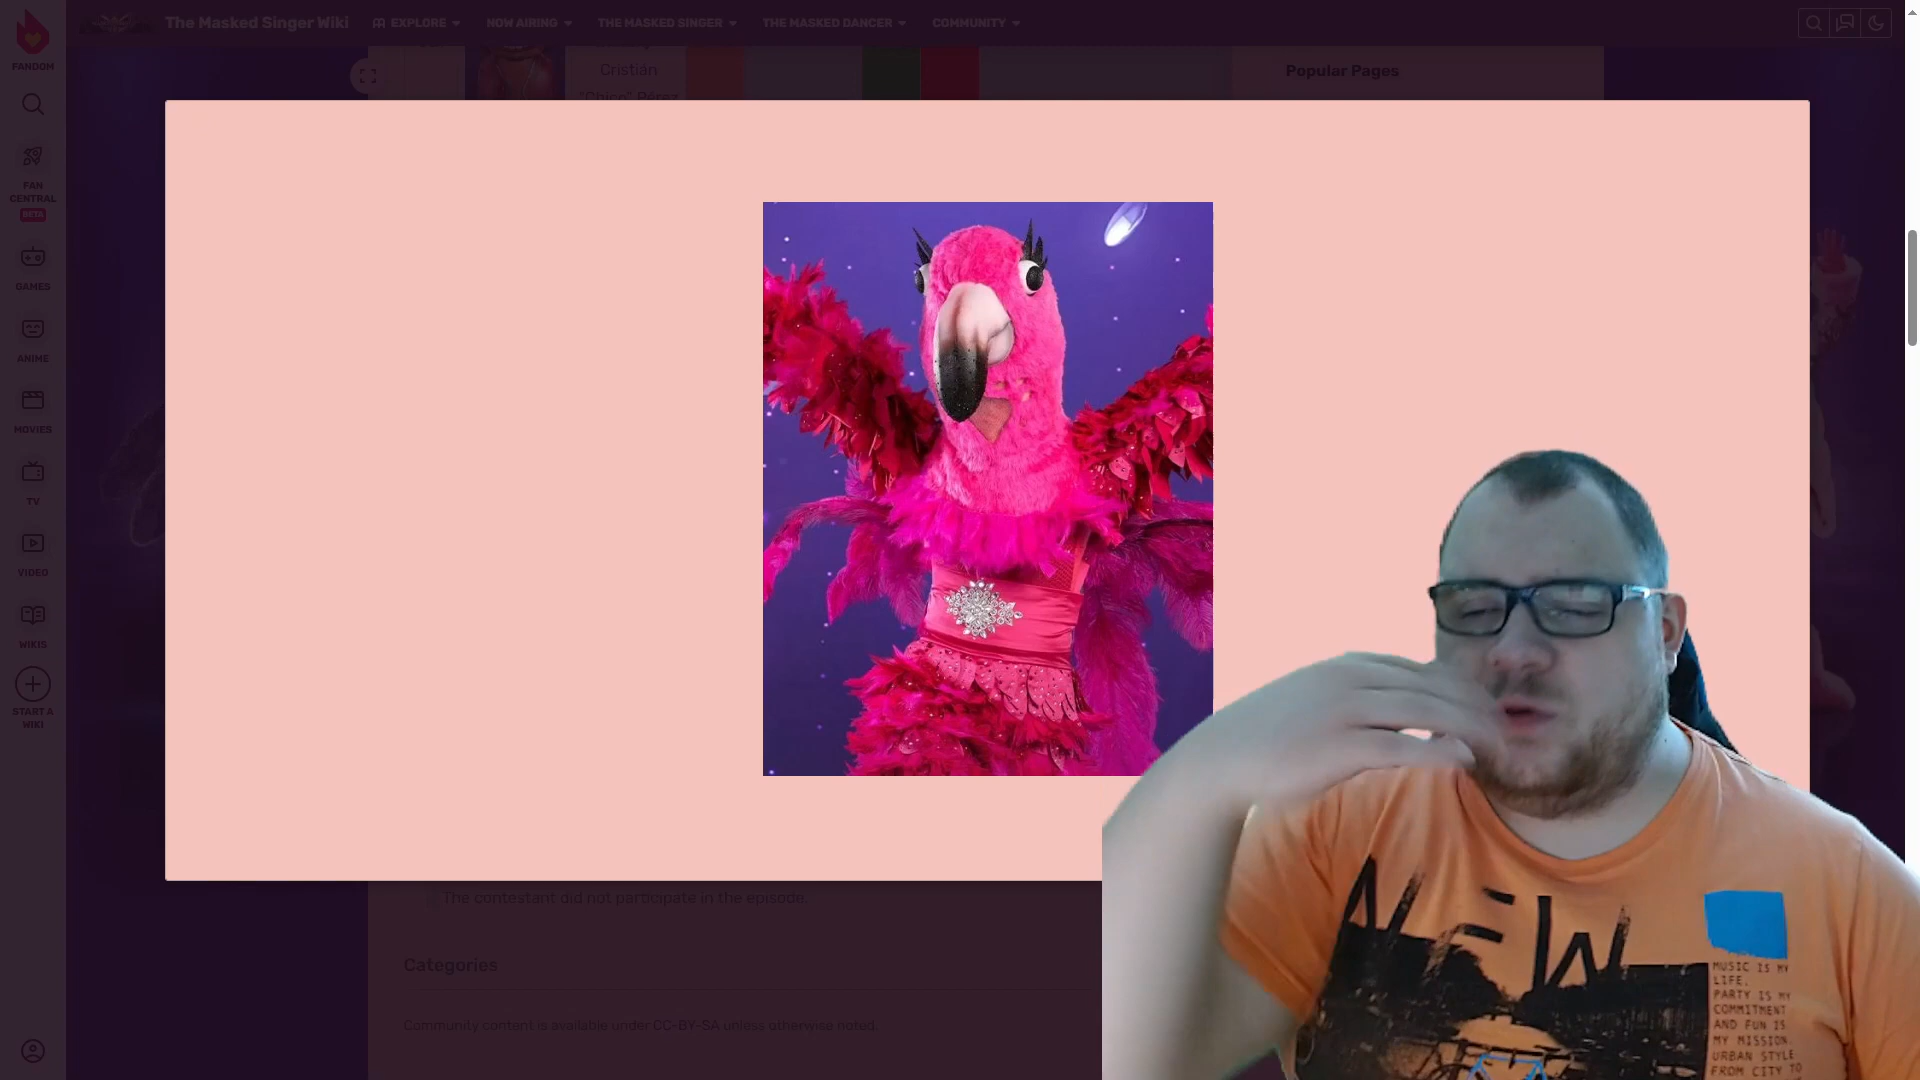 The Masked Singer Wiki
EXPLORE
NOW AIRING
THE MASKED SINGER
THE MASKED DANCER
COMMUNITY
FANDOM
FAN
CENTRAL
BETA
GAMES
ANIME
MOVIES
TV
VIDEO
WIKIS
START A
WIKI
Cristián
"Chico" Pérez
Popular Pages
The contestant did not participate in the episode.
Categories
Community content is available under CC-BY-SA unless otherwise noted.
NEW
MUSIC IS MY
LIFE,
PARTY IS MY
COMMITMENT
AND FUN IS
MY MISSION.
URBAN STYLE
FROM CITY TO